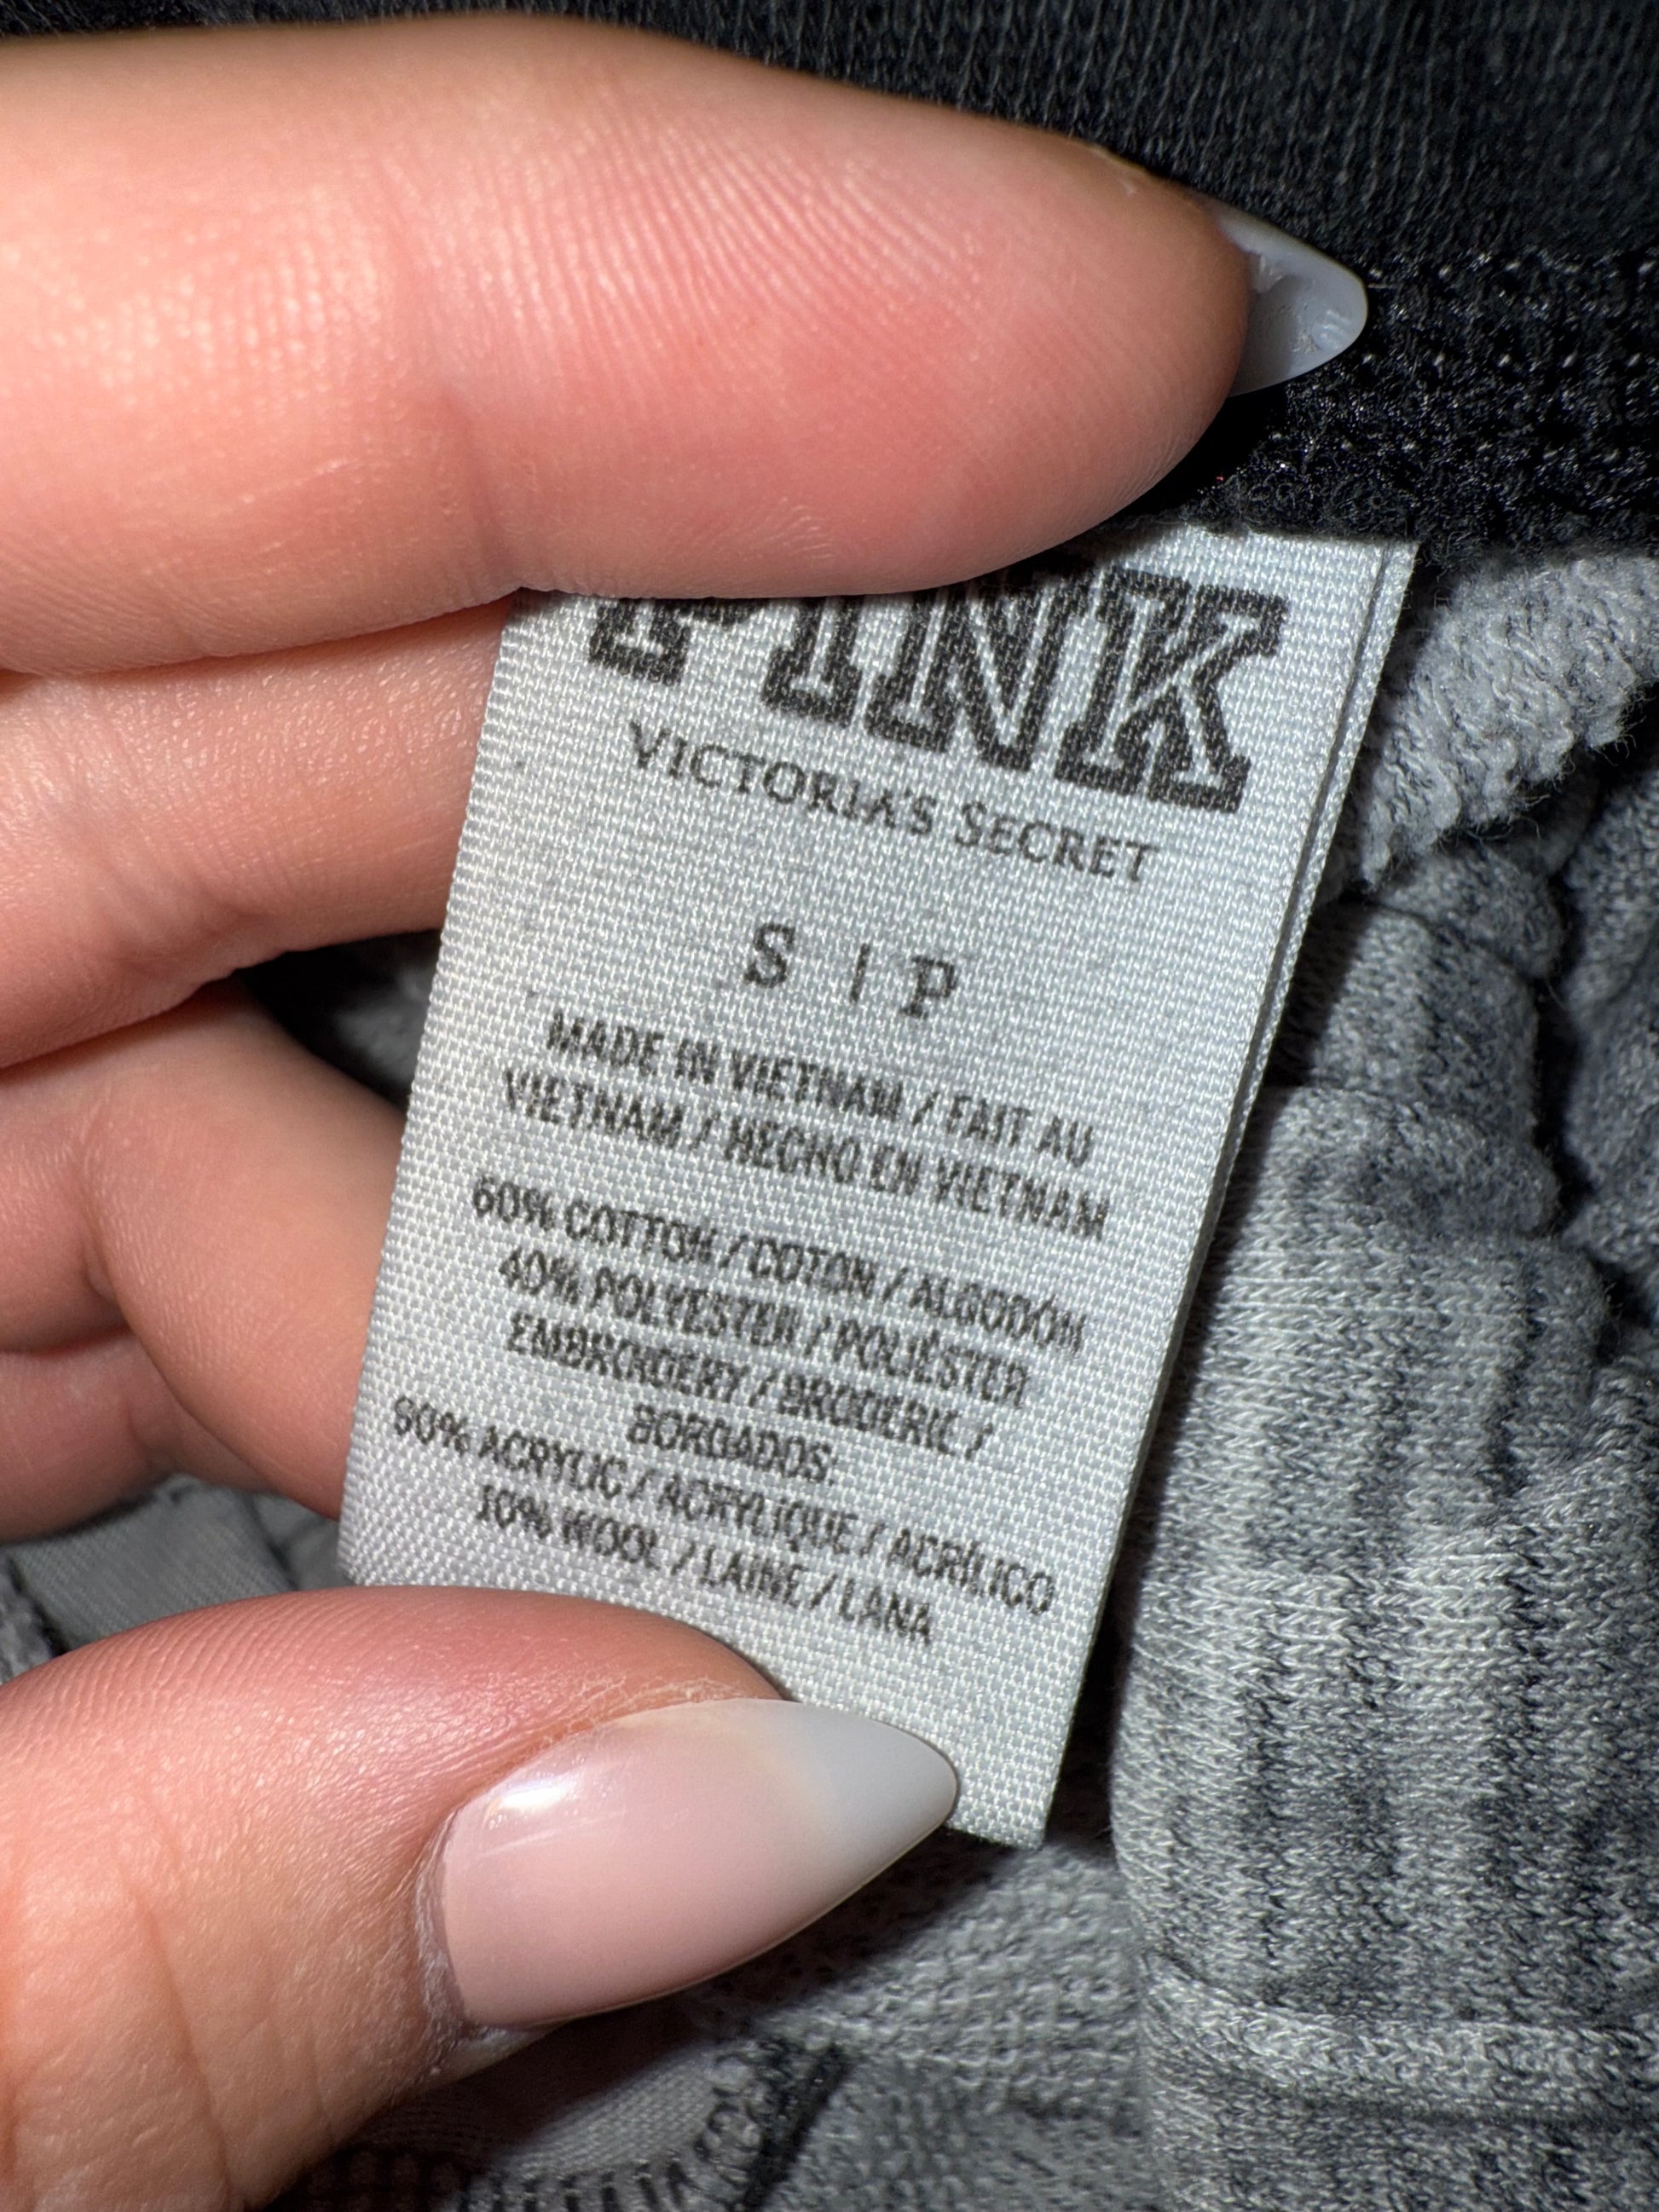 PINK
VICTORIA'S SECRET
S | P
MADE IN VIETNAM / FAIT AU
VIETNAM / HECHO EN VIETNAM
60% COTTON / COTON / ALGODÓN
40% POLYESTER / POLIÉSTER
EMBROIDERY / BRODERIE /
BORDADOS:
90% ACRYLIC / ACRYLIQUE / ACRÍLICO
10% WOOL / LAINE / LANA